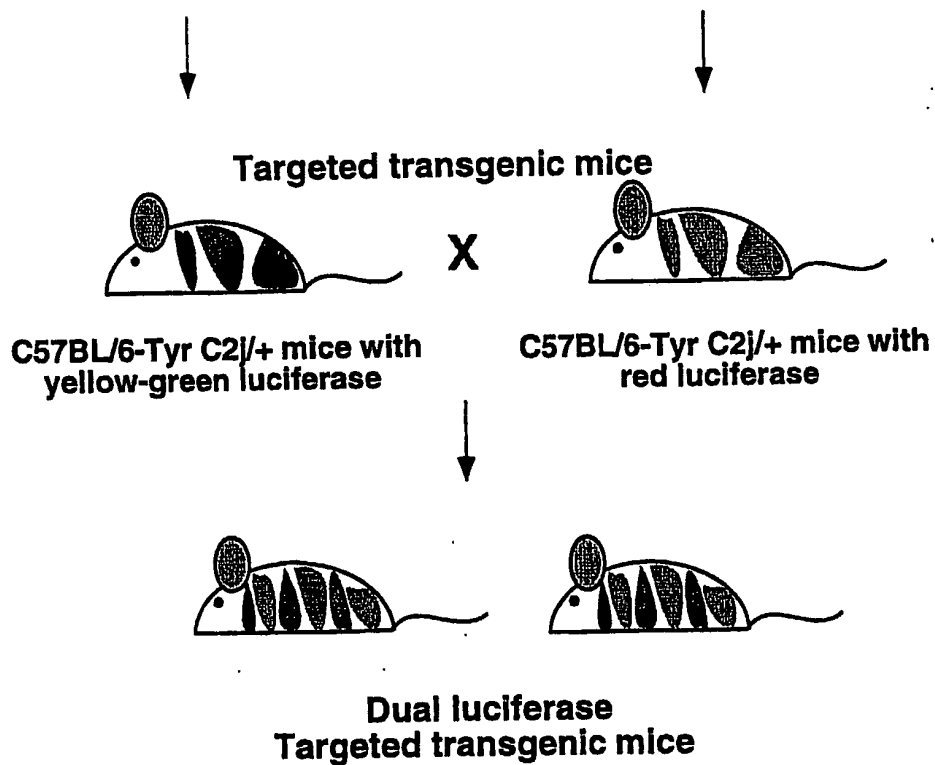 Targeted transgenic mice
X
C57BL/6-Tyr C2j/+ mice with
yellow-green luciferase
C57BL/6-Tyr C2j/+ mice with
red luciferase
Dual luciferase
Targeted transgenic mice